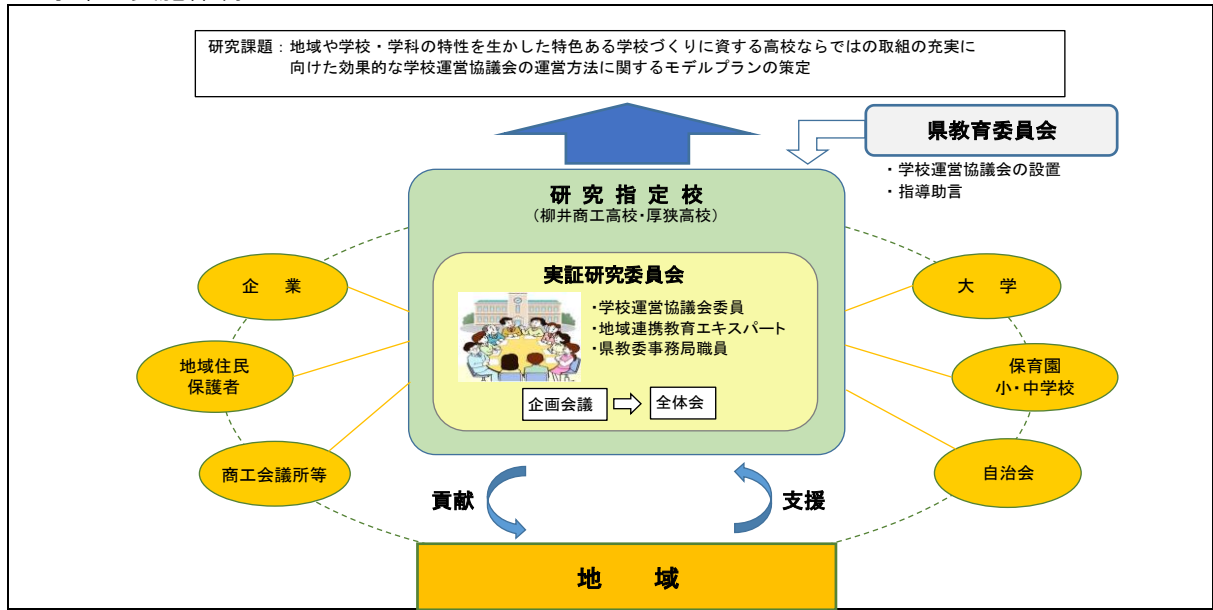 研究課題：地域や学校・学科の特性を生かした特色ある学校づくりに資する高校ならではの取組の充実に
向けた効果的な学校運営協議会の運営方法に関するモデルプランの策定
県教育委員会
・学校運営協議会の設置
・指導助言
研究指定校
（柳井商工高校・厚狭高校）
実証研究委員会
・学校運営協議会委員
・地域連携教育エキスパート
・県教委事務局職員
企画会議
全体会
企　業
地域住民
保護者
商工会議所等
大　学
保育園
小・中学校
自治会
貢献
支援
地　域